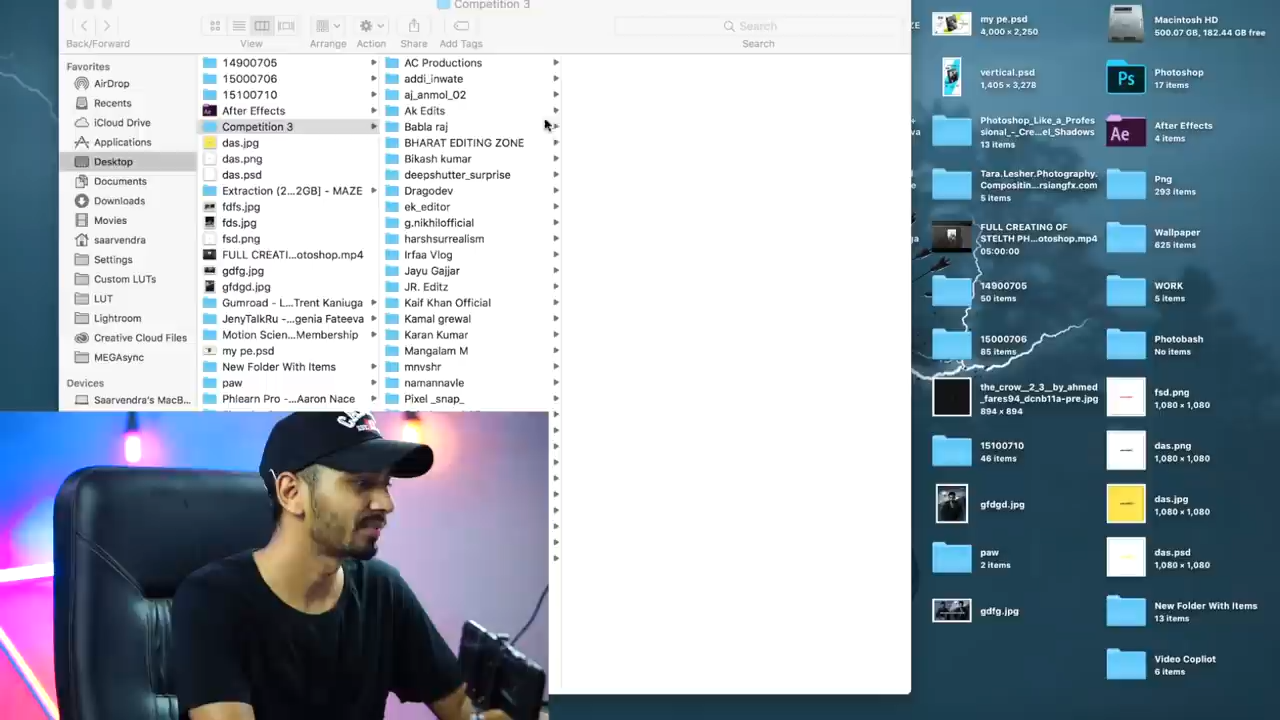 Competition 3
Back/Forward
View
Arrange
Action
Share
Add Tags
Search
Search
Favorites
AirDrop
Recents
iCloud Drive
Applications
Desktop
Documents
Downloads
Movies
saarvendra
Settings
Custom LUTs
LUT
Lightroom
Creative Cloud Files
MEGAsync
Devices
Saarvendra's MacB...
14900705
15000706
15100710
After Effects
Competition 3
das.jpg
das.png
das.psd
Extraction (2...2GB] - MAZE
fdfs.jpg
fds.jpg
fsd.png
FULL CREATI...otoshop.mp4
gdfg.jpg
gfdgd.jpg
Gumroad - L...Trent Kaniuga
JenyTalkRu -...genia Fateeva
Motion Scien...Membership
my pe.psd
New Folder With Items
paw
Phlearn Pro -...Aaron Nace
AC Productions
addi_inwate
aj_anmol_02
Ak Edits
Babla raj
BHARAT EDITING ZONE
Bikash kumar
deepshutter_surprise
Dragodev
ek_editor
g.nikhilofficial
harshsurrealism
Irfaa Vlog
Jayu Gajjar
JR. Editz
Kaif Khan Official
Kamal grewal
Karan Kumar
Mangalam M
mnvshr
namannavle
Pixel _snap_
my pe.psd
4,000 × 2,250
vertical.psd
1,405 × 3,278
Photoshop_Like_a_Profes
sional_-_Cre...el_Shadows
13 items
Tara.Lesher.Photography.
Compositin...rsiangfx.com
5 items
FULL CREATING OF
STELTH PH...otoshop.mp4
05:00:00
14900705
50 items
15000706
85 items
the_crow__2_3__by_ahmed
_fares94_dcnb11a-pre.jpg
894 × 894
15100710
46 items
gfdgd.jpg
paw
2 items
gdfg.jpg
Macintosh HD
500.07 GB, 182.44 GB free
Ps
Photoshop
17 items
Ae
After Effects
4 items
Png
293 items
Wallpaper
625 items
WORK
5 items
Photobash
No items
fsd.png
1,080 × 1,080
das.png
1,080 × 1,080
das.jpg
1,080 × 1,080
das.psd
1,080 × 1,080
New Folder With Items
13 items
Video Copliot
6 items